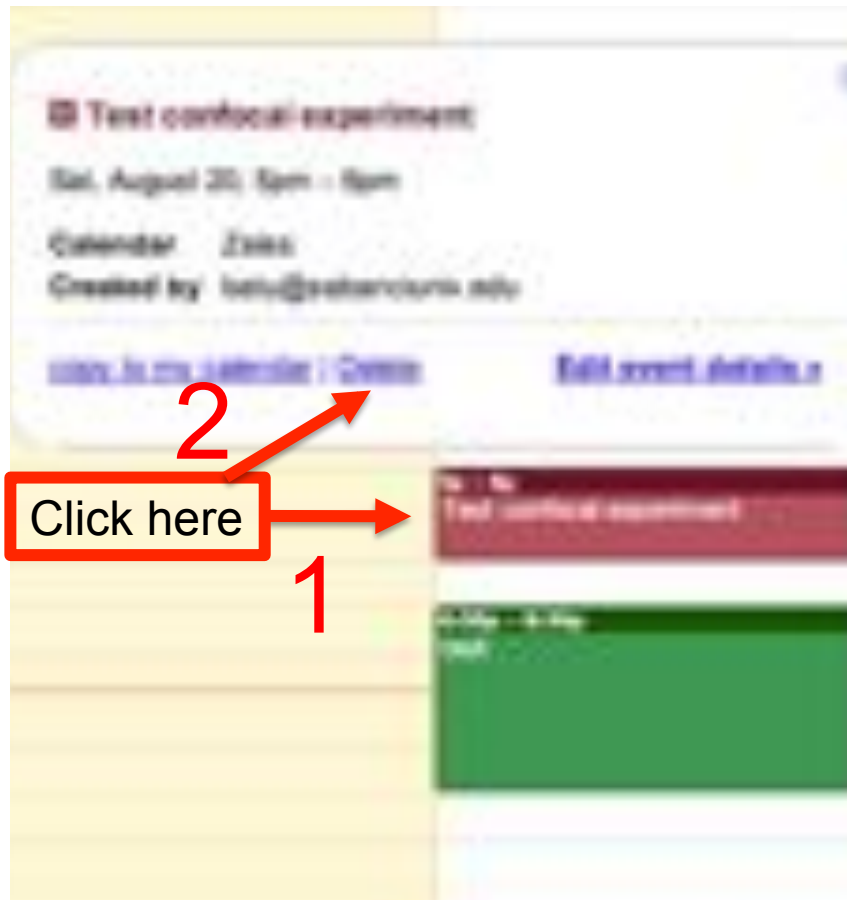 Test confocal experiment
Sat, August 20, 5pm – 6pm
Calendar Zeiss
Created by
copy to my calendar | Delete Edit event details »
2
Click here
1
Test confocal experiment